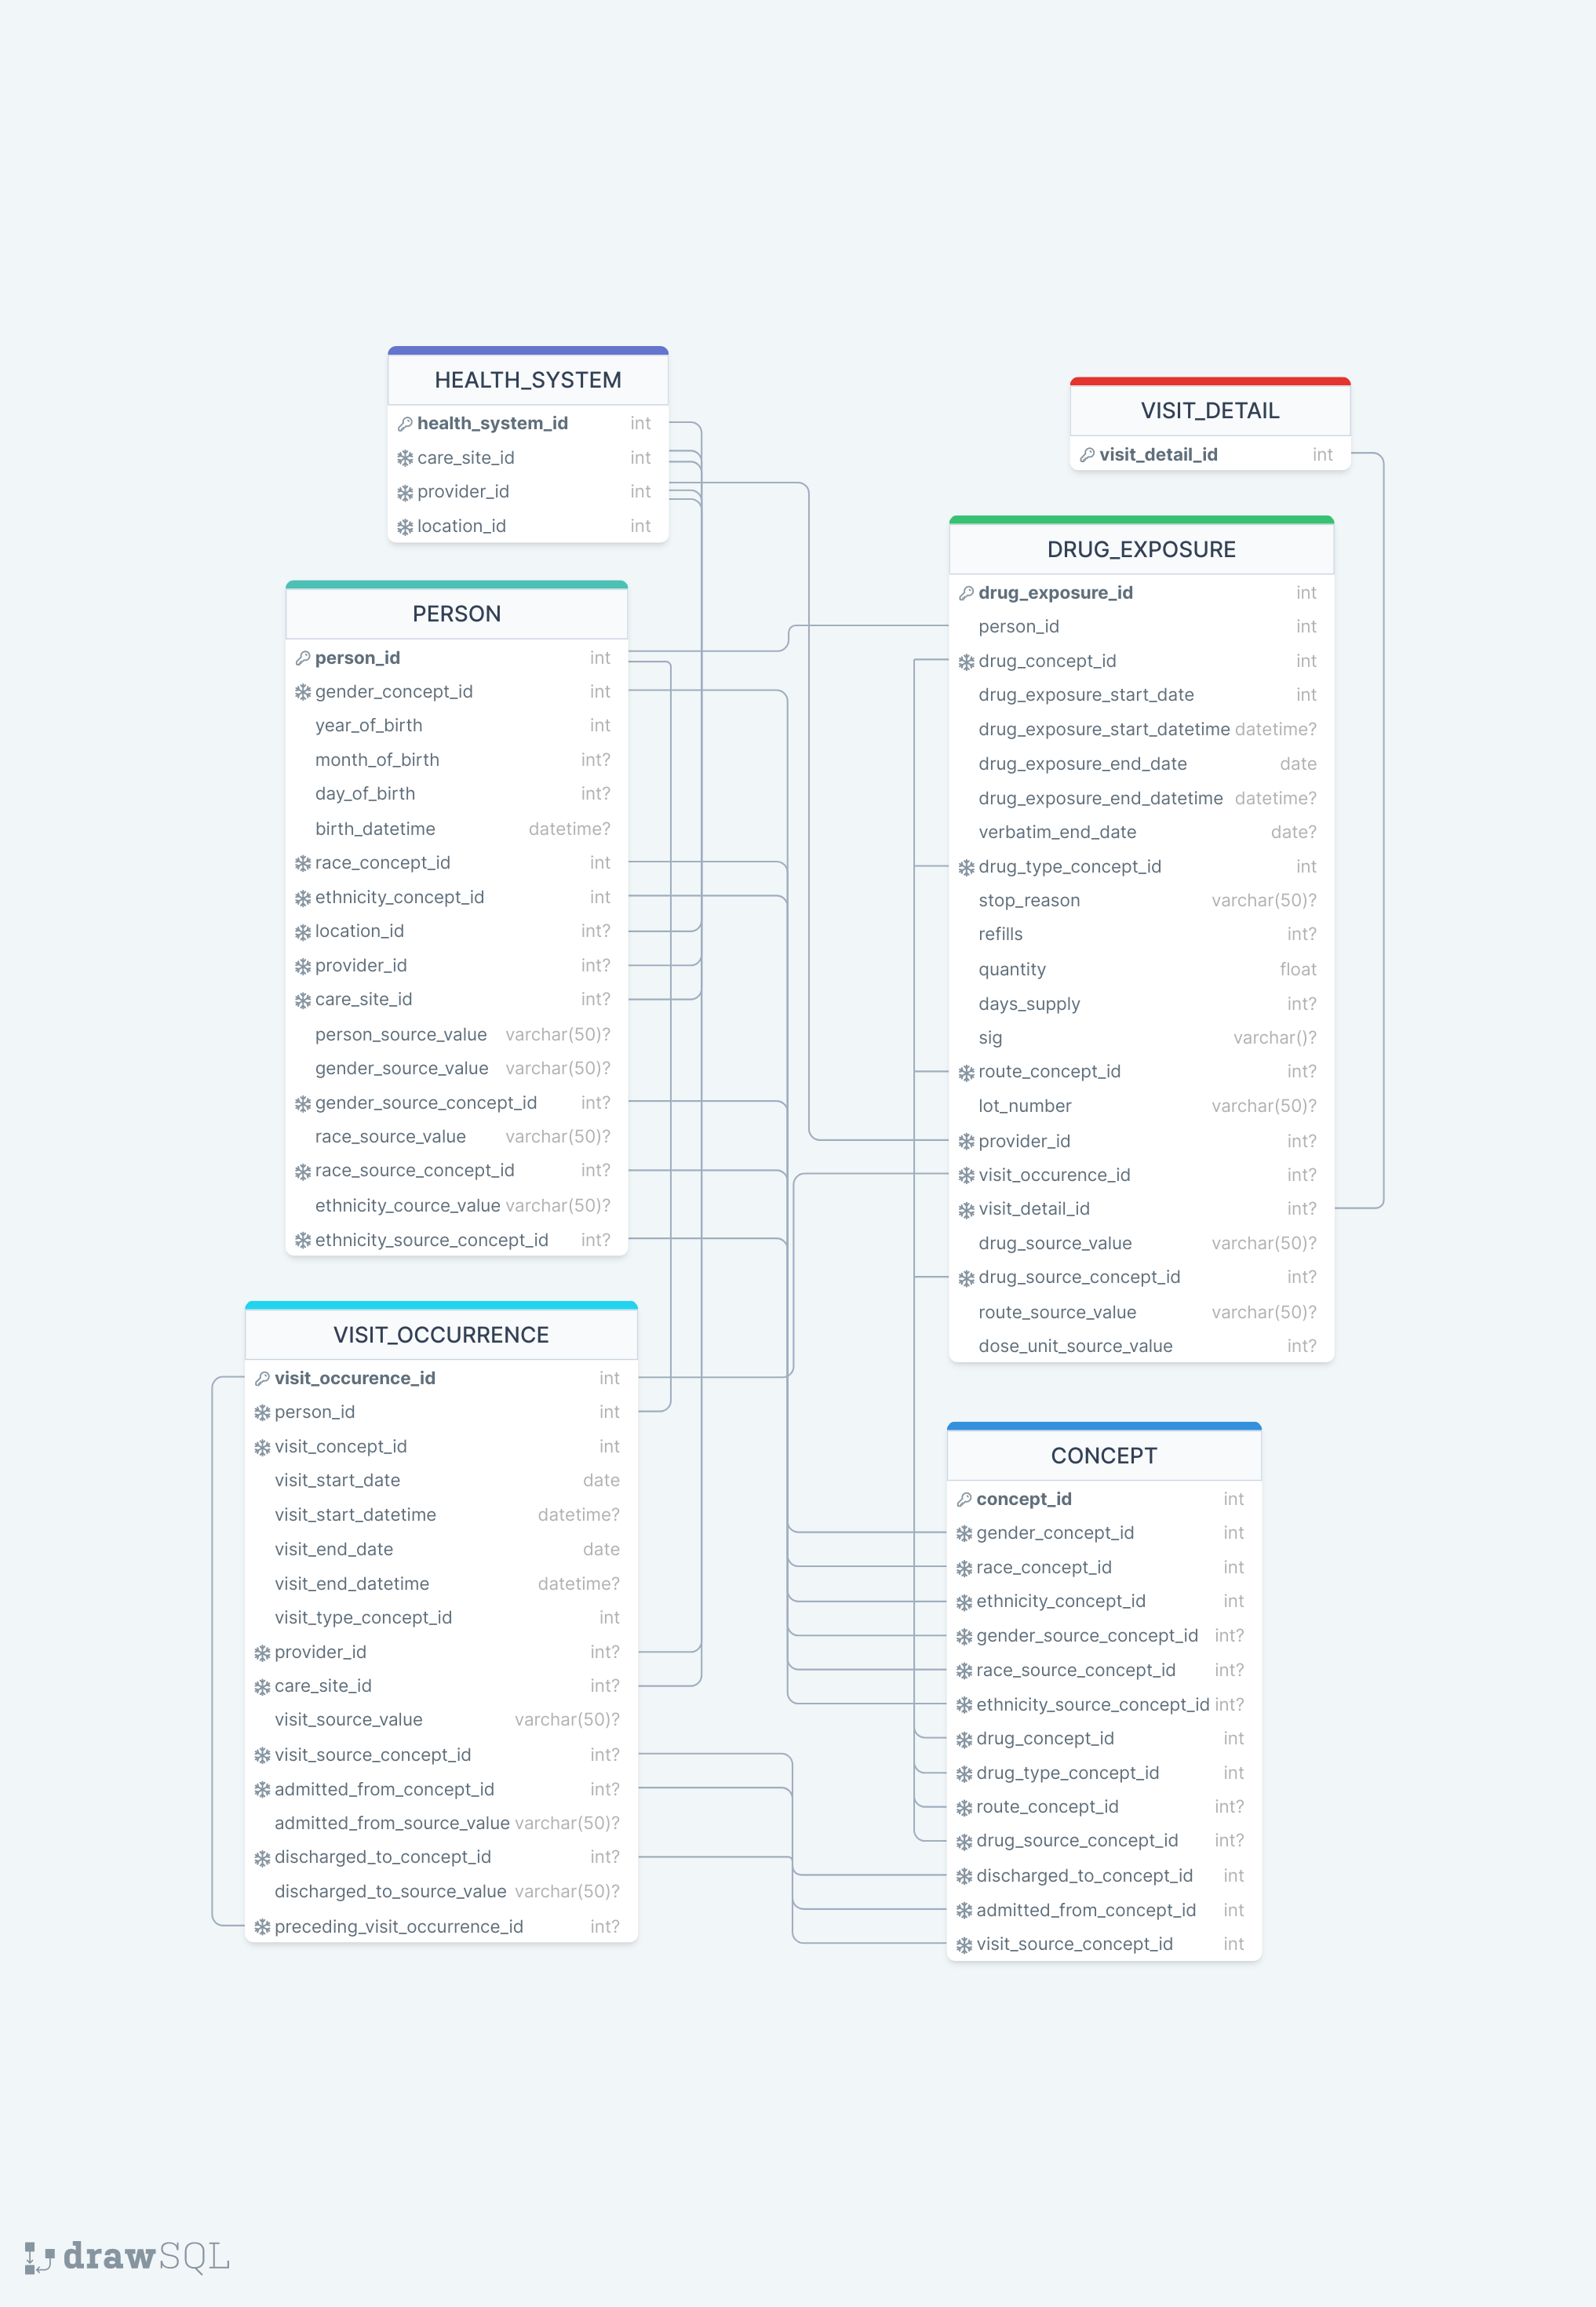 HEALTH_SYSTEM
health_system_id int
care_site_id int
provider_id int
location_id int
VISIT_DETAIL
visit_detail_id int
DRUG_EXPOSURE
drug_exposure_id int
person_id int
drug_concept_id int
drug_exposure_start_date int
drug_exposure_start_datetime datetime?
drug_exposure_end_date date
drug_exposure_end_datetime datetime?
verbatim_end_date date?
drug_type_concept_id int
stop_reason varchar(50)?
refills int?
quantity float
days_supply int?
sig varchar()?
route_concept_id int?
lot_number varchar(50)?
provider_id int?
visit_occurence_id int?
visit_detail_id int?
drug_source_value varchar(50)?
drug_source_concept_id int?
route_source_value varchar(50)?
dose_unit_source_value int?
PERSON
person_id int
gender_concept_id int
year_of_birth int
month_of_birth int?
day_of_birth int?
birth_datetime datetime?
race_concept_id int
ethnicity_concept_id int
location_id int?
provider_id int?
care_site_id int?
person_source_value varchar(50)?
gender_source_value varchar(50)?
gender_source_concept_id int?
race_source_value varchar(50)?
race_source_concept_id int?
ethnicity_cource_value varchar(50)?
ethnicity_source_concept_id int?
VISIT_OCCURRENCE
visit_occurence_id int
person_id int
visit_concept_id int
visit_start_date date
visit_start_datetime datetime?
visit_end_date date
visit_end_datetime datetime?
visit_type_concept_id int
provider_id int?
care_site_id int?
visit_source_value varchar(50)?
visit_source_concept_id int?
admitted_from_concept_id int?
admitted_from_source_value varchar(50)?
discharged_to_concept_id int?
discharged_to_source_value varchar(50)?
preceding_visit_occurrence_id int?
CONCEPT
concept_id int
gender_concept_id int
race_concept_id int
ethnicity_concept_id int
gender_source_concept_id int?
race_source_concept_id int?
ethnicity_source_concept_id int?
drug_concept_id int
drug_type_concept_id int
route_concept_id int?
drug_source_concept_id int?
discharged_to_concept_id int
admitted_from_concept_id int
visit_source_concept_id int
drawSQL